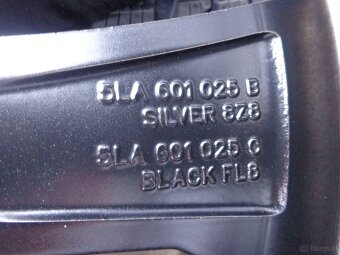 5LA 601 025 B
SILVER 8Z8
5LA 601 025 C
BLACK FL8